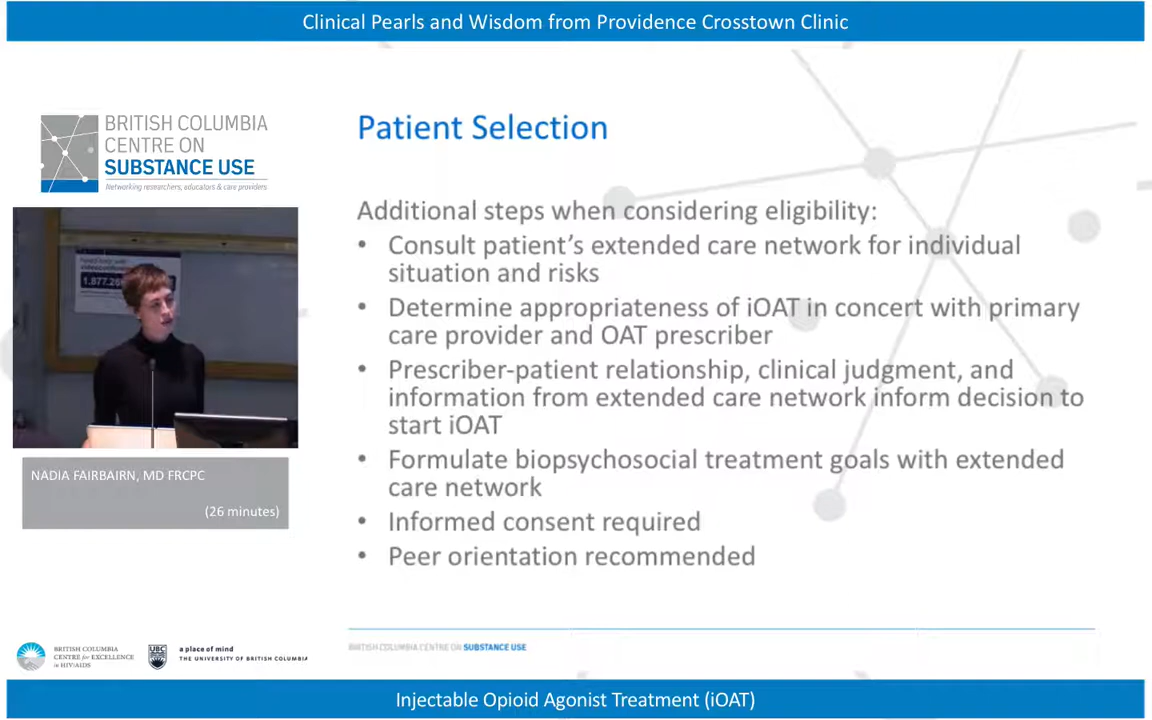 Clinical Pearls and Wisdom from Providence Crosstown Clinic
BRITISH COLUMBIA
CENTRE ON
SUBSTANCE USE
Networking researchers, educators & care providers
1.877.
NADIA FAIRBAIRN, MD FRCPC
(26 minutes)
Patient Selection
Additional steps when considering eligibility:
• Consult patient's extended care network for individual
situation and risks
• Determine appropriateness of iOAT in concert with primary
care provider and OAT prescriber
• Prescriber-patient relationship, clinical judgment, and
information from extended care network inform decision to
start iOAT
• Formulate biopsychosocial treatment goals with extended
care network
• Informed consent required
• Peer orientation recommended
BRITISH COLUMBIA CENTRE ON SUBSTANCE USE
BRITISH COLUMBIA
CENTRE for EXCELLENCE
in HIV/AIDS
UBC
a place of mind
THE UNIVERSITY OF BRITISH COLUMBIA
Injectable Opioid Agonist Treatment (iOAT)